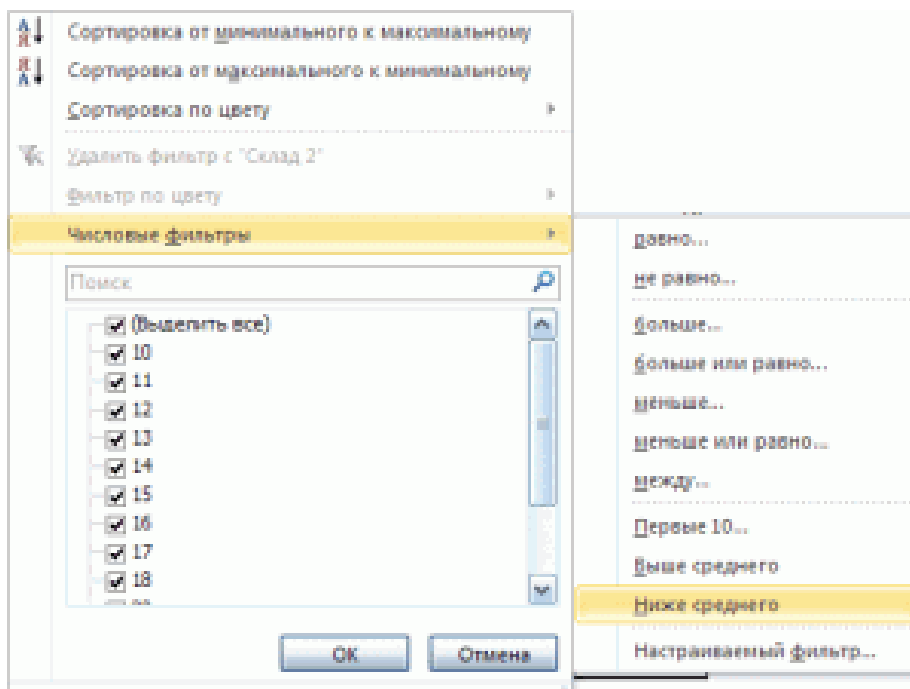 Сортировка от минимального к максимальному
Сортировка от максимального к минимальному
Сортировка по цвету
Удалить фильтр с "Склад 2"
Фильтр по цвету
Числовые фильтры
Поиск
(Выделить все)
10
11
12
13
14
15
16
17
18
ОК
Отмена
равно...
не равно...
больше...
больше или равно...
меньше...
меньше или равно...
между...
Первые 10...
Выше среднего
Ниже среднего
Настраиваемый фильтр...